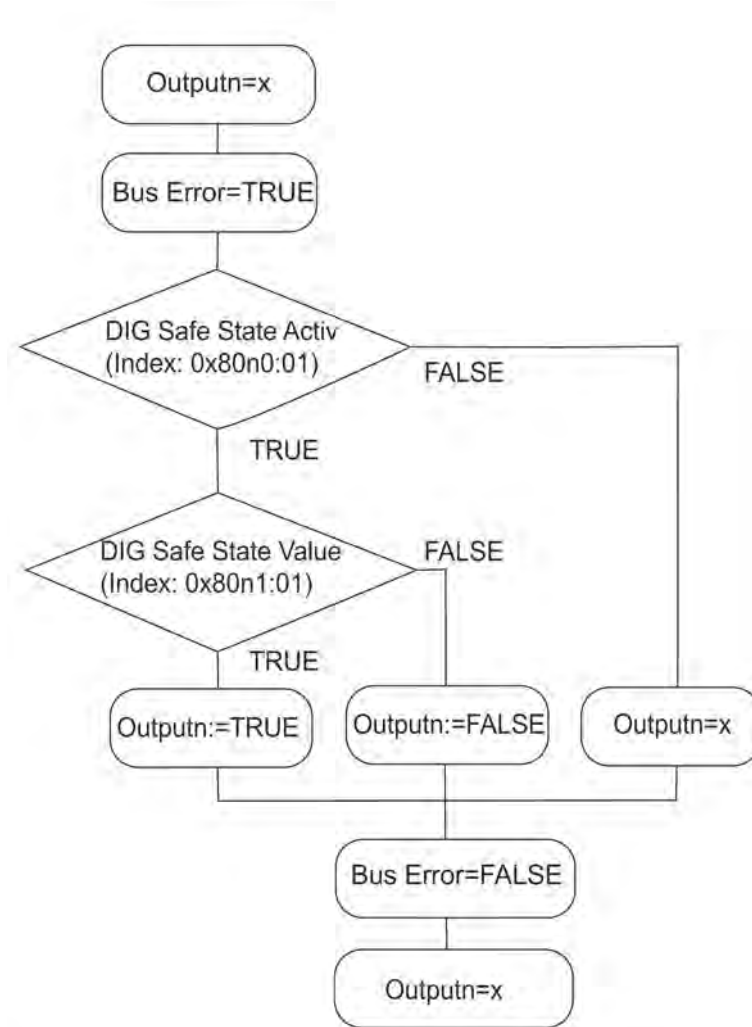 Outputn=x
Bus Error=TRUE
DIG Safe State Activ
(Index: 0x80n0:01)
FALSE
TRUE
DIG Safe State Value
(Index: 0x80n1:01)
FALSE
TRUE
Outputn:=TRUE
Outputn:=FALSE
Outputn=x
Bus Error=FALSE
Outputn=x